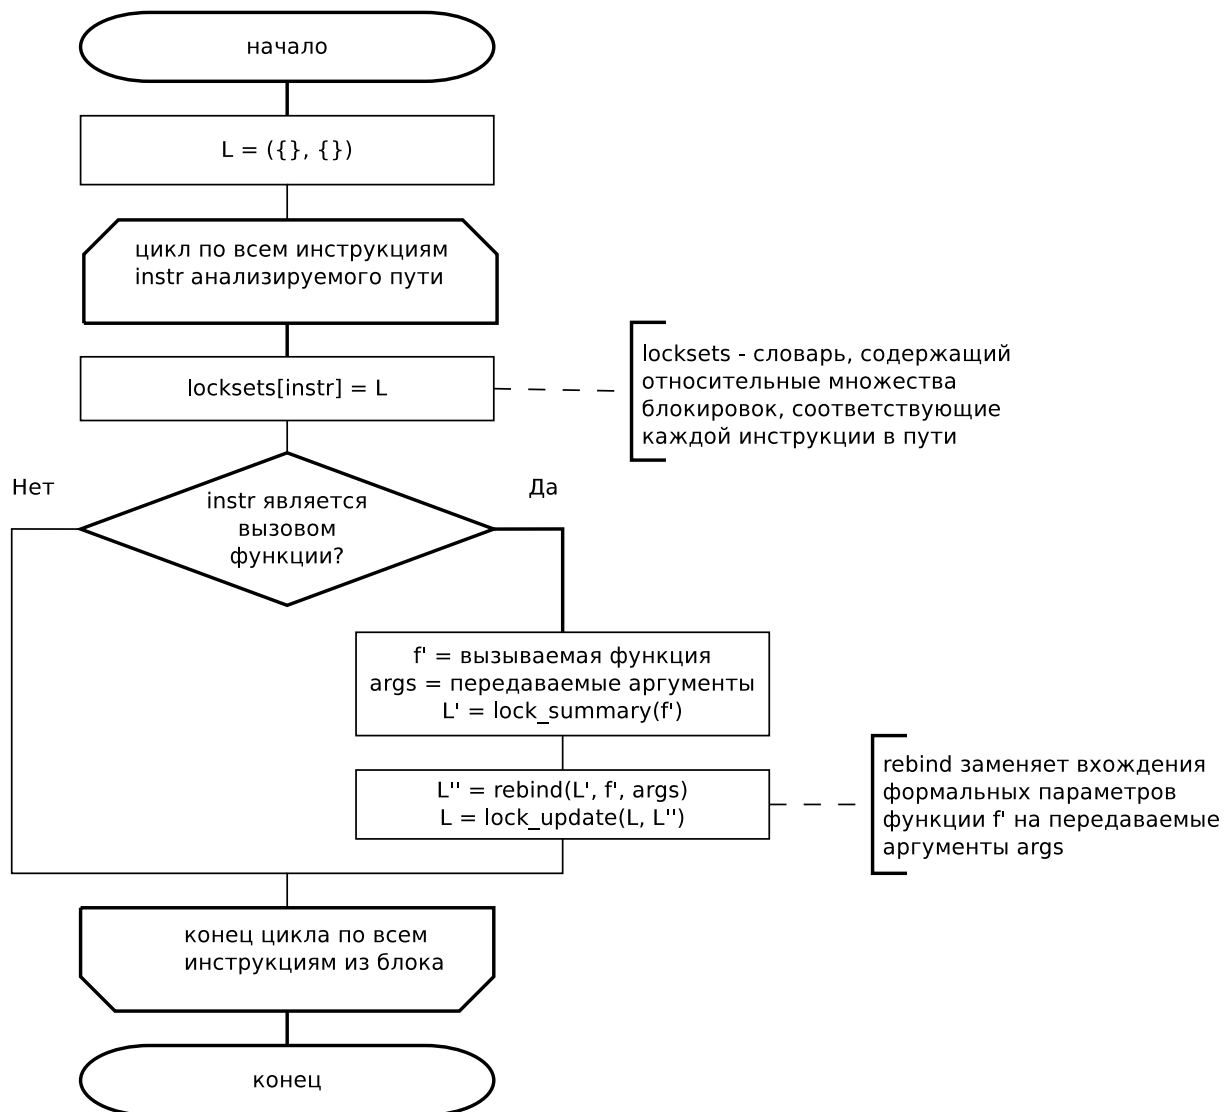 начало
L = ({}, {})
цикл по всем инструкциям
instr анализируемого пути
locksets[instr] = L
locksets - словарь, содержащий
относительные множества
блокировок, соответствующие
каждой инструкции в пути
Нет
Да
instr является
вызовом
функции?
f' = вызываемая функция
args = передаваемые аргументы
L' = lock_summary(f')
L'' = rebind(L', f', args)
L = lock_update(L, L'')
rebind заменяет вхождения
формальных параметров
функции f' на передаваемые
аргументы args
конец цикла по всем
инструкциям из блока
конец